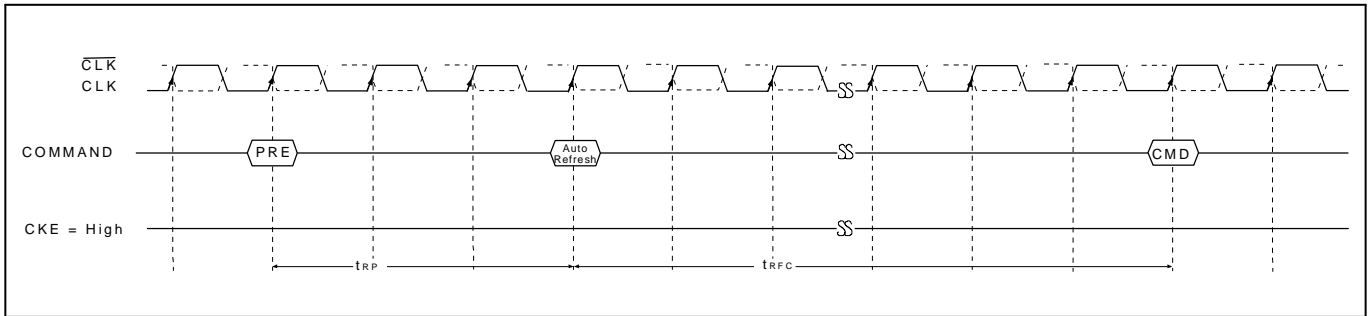 CLK
CLK
COMMAND
PRE
Auto
Refresh
CMD
CKE = High
tRP
tRFC